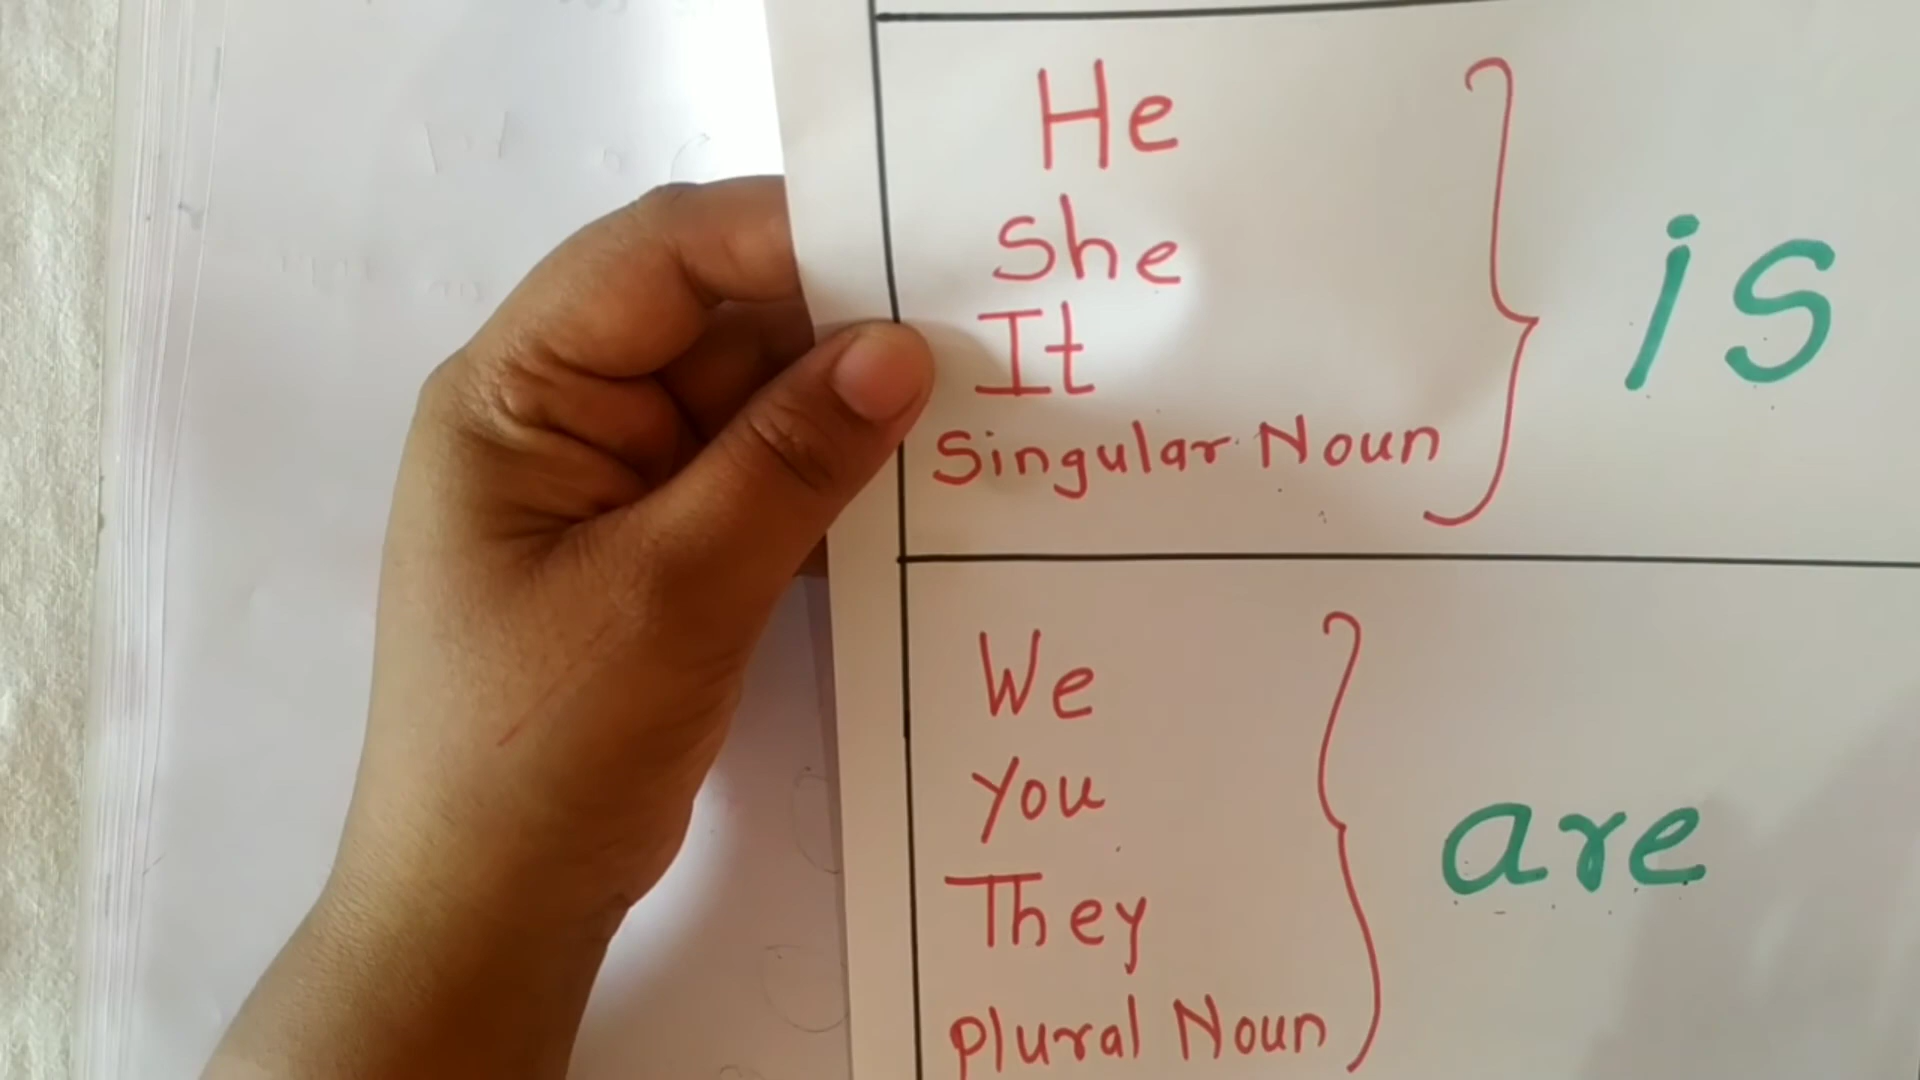 He
She
It
Singular Noun
is
We
You
They
Plural Noun
are